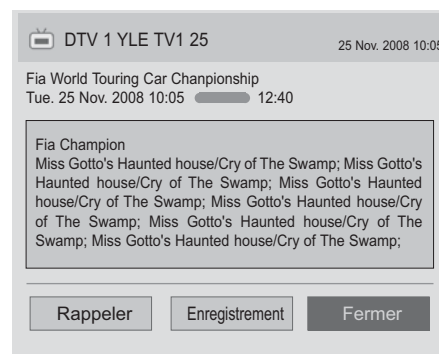 DTV 1 YLE TV1 25
25 Nov. 2008 10:05
Fia World Touring Car Chanpionship
Tue. 25 Nov. 2008 10:05 12:40
Fia Champion
Miss Gotto's Haunted house/Cry of The Swamp; Miss Gotto's
Haunted house/Cry of The Swamp; Miss Gotto's Haunted
house/Cry of The Swamp; Miss Gotto's Haunted house/Cry
of The Swamp; Miss Gotto's Haunted house/Cry of The
Swamp; Miss Gotto's Haunted house/Cry of The Swamp;
Rappeler Enregistrement Fermer